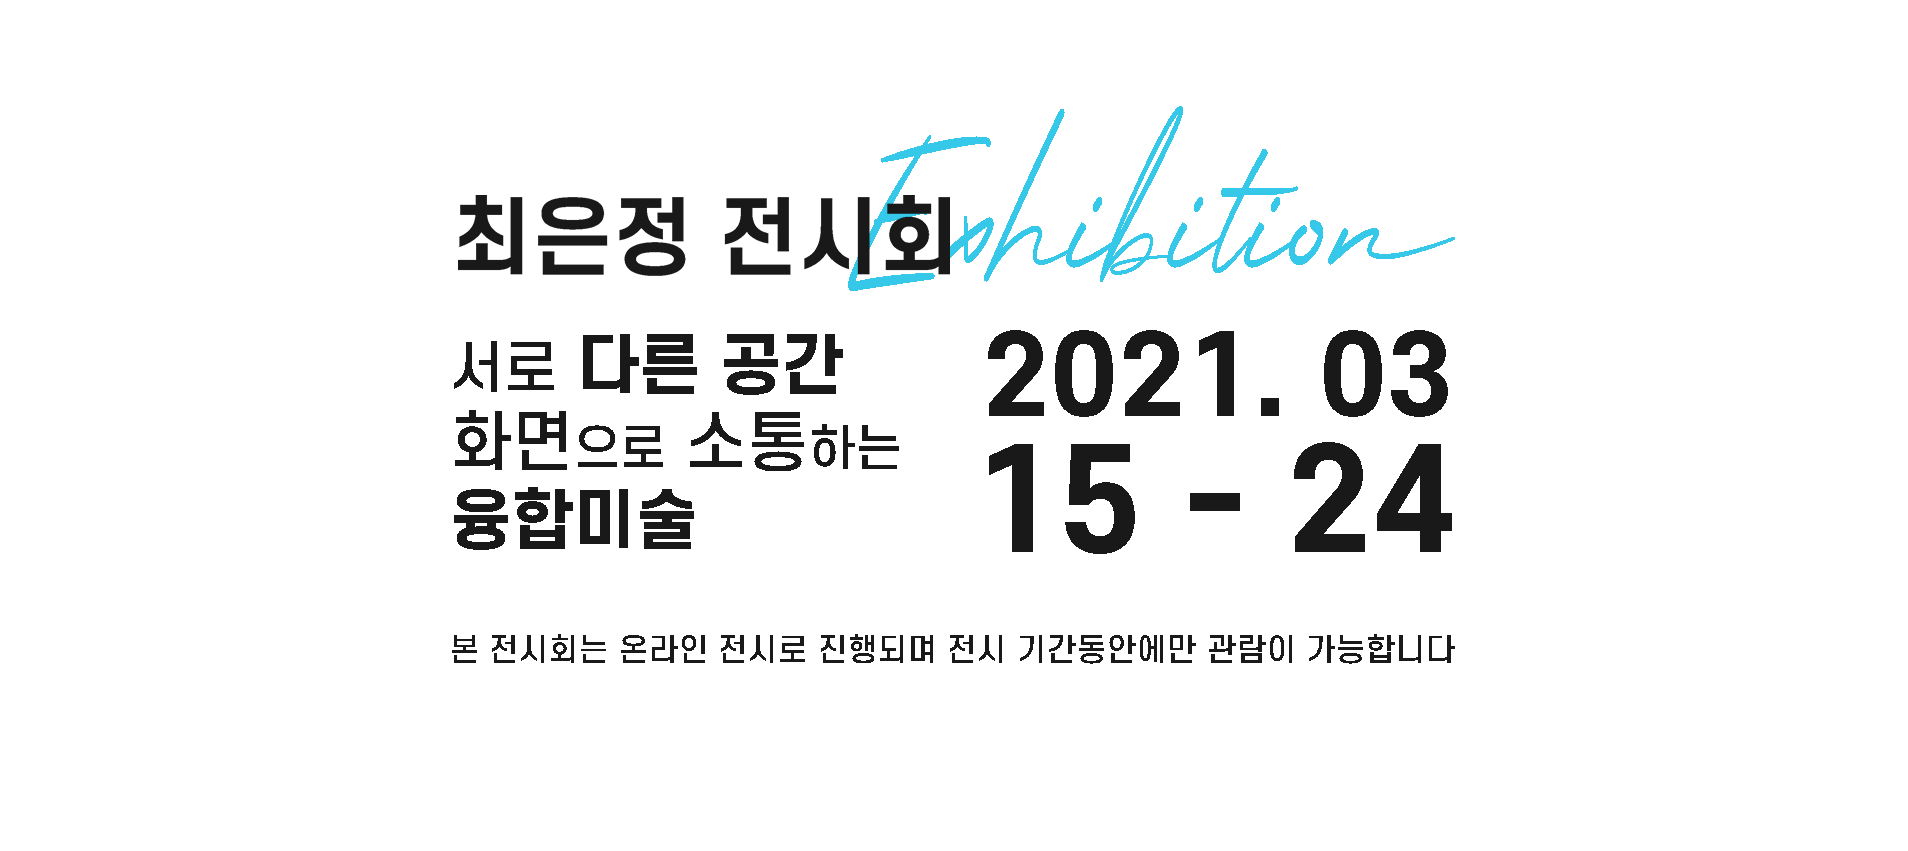 최은정 전시회 Exhibition
서로 다른 공간
화면으로 소통하는
융합미술
2021. 03
15 - 24
본 전시회는 온라인 전시로 진행되며 전시 기간동안에만 관람이 가능합니다